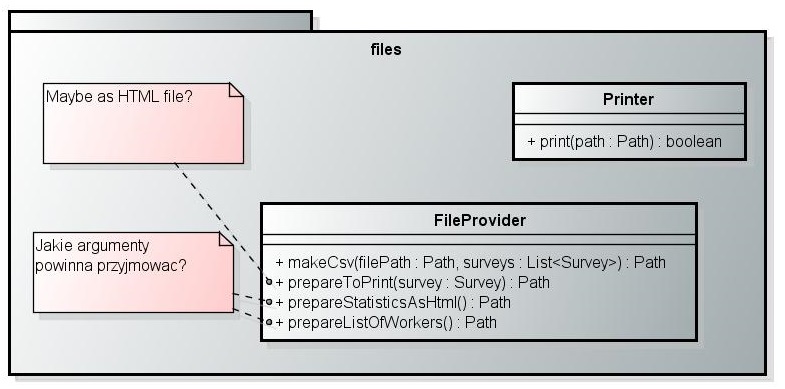 files
Maybe as HTML file?
Printer
+ print(path : Path) : boolean
Jakie argumenty
powinna przyjmowac?
FileProvider
+ makeCsv(filePath : Path, surveys : List<Survey>) : Path
+ prepareToPrint(survey : Survey) : Path
+ prepareStatisticsAsHtml() : Path
+ prepareListOfWorkers() : Path